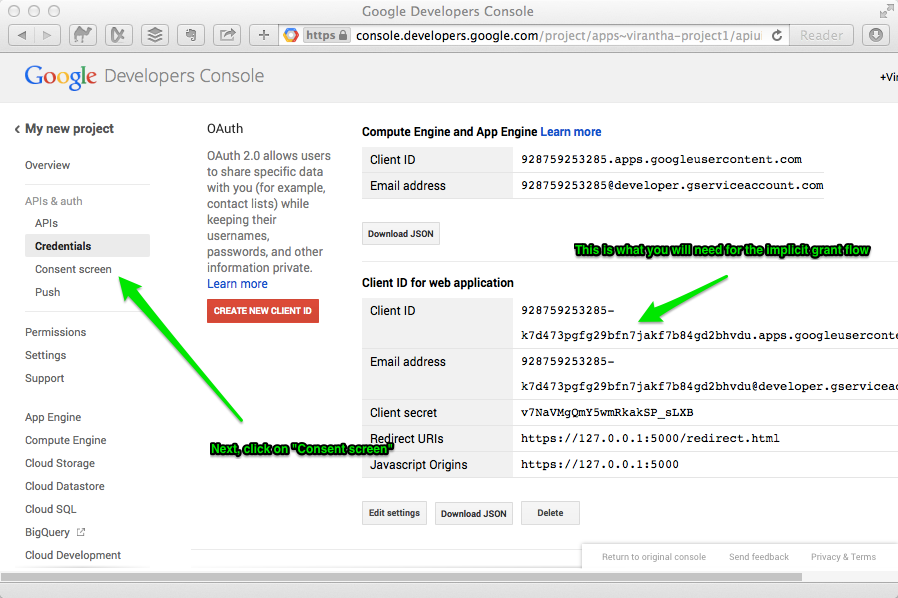 Google Developers Console
https console.developers.google.com/project/apps~virantha-project1/apiui
Reader
Google Developers Console
+Vir
My new project
Overview
APIs & auth
APIs
Credentials
Consent screen
Push
Permissions
Settings
Support
App Engine
Compute Engine
Cloud Storage
Cloud Datastore
Cloud SQL
BigQuery
Cloud Development
OAuth
OAuth 2.0 allows users
to share specific data
with you (for example,
contact lists) while
keeping their
usernames,
passwords, and other
information private.
Learn more
CREATE NEW CLIENT ID
Next, click on "Consent screen"
Compute Engine and App Engine Learn more
Client ID 928759253285.apps.googleusercontent.com
Email address 928759253285@developer.gserviceaccount.com
Download JSON
This is what you will need for the implicit grant flow
Client ID for web application
Client ID 928759253285-
k7d473pgfg29bfn7jakf7b84gd2bhvdu.apps.googleuserconte
Email address 928759253285-
k7d473pgfg29bfn7jakf7b84gd2bhvdu@developer.gserviceac
Client secret v7NaVMgQmY5wmRkakSP_sLXB
Redirect URIs https://127.0.0.1:5000/redirect.html
Javascript Origins https://127.0.0.1:5000
Edit settings Download JSON Delete
Return to original console Send feedback Privacy & Terms